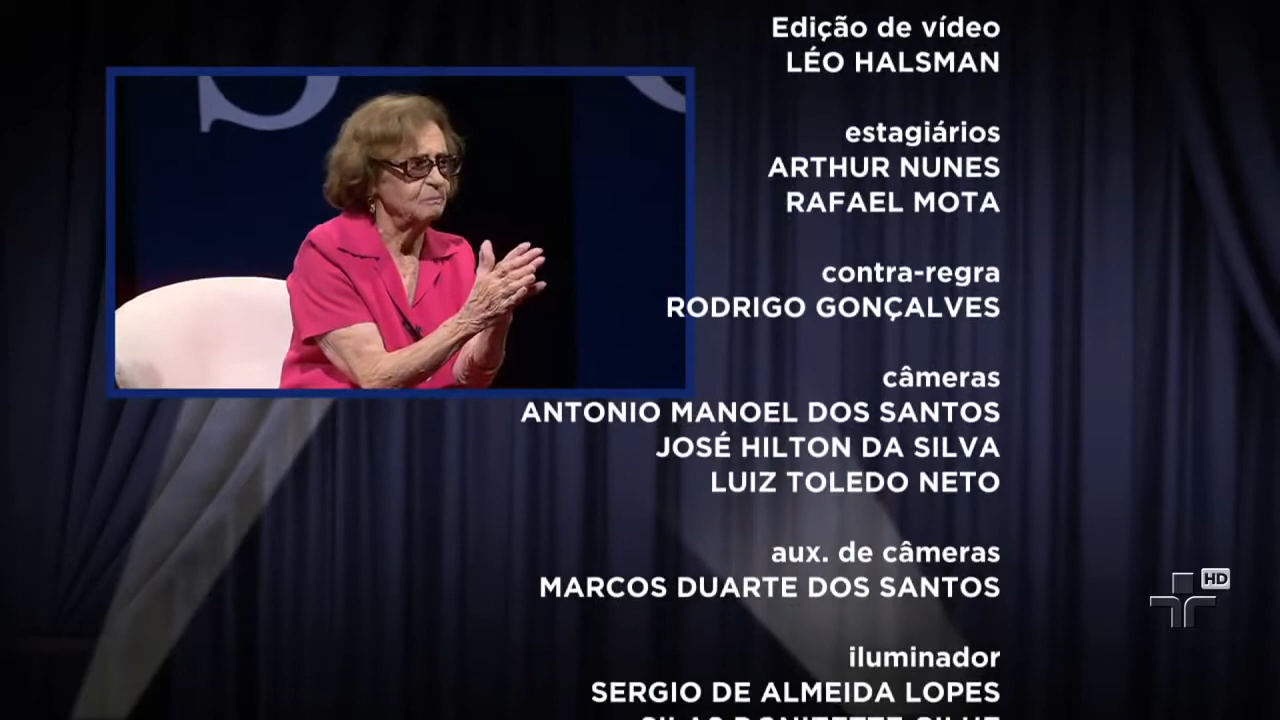 Edição de vídeo
LÉO HALSMAN
estagiários
ARTHUR NUNES
RAFAEL MOTA
contra-regra
RODRIGO GONÇALVES
câmeras
ANTONIO MANOEL DOS SANTOS
JOSÉ HILTON DA SILVA
LUIZ TOLEDO NETO
aux. de câmeras
MARCOS DUARTE DOS SANTOS
HD
iluminador
SERGIO DE ALMEIDA LOPES